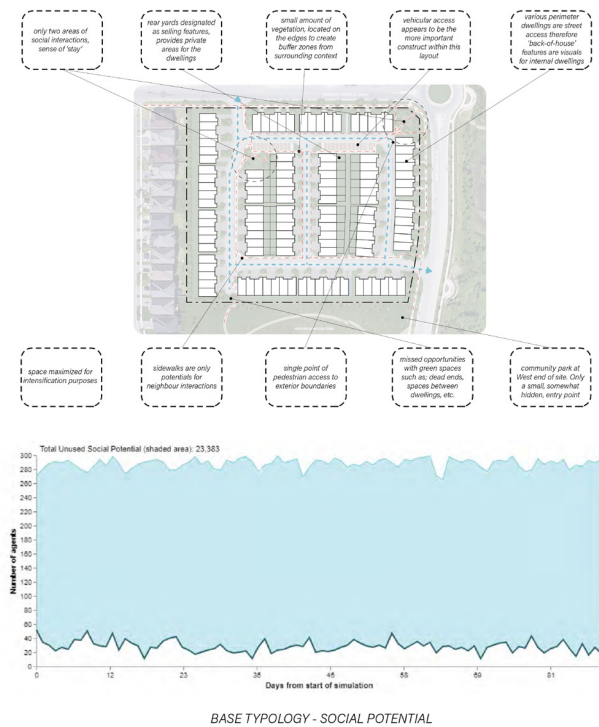 only two areas of
social interactions,
sense of 'stay'
rear yards designated
as selling features,
provides private
areas for the
dwellings
small amount of
vegetation, located on
the edges to create
buffer zones from
surrounding context
vehicular access
appears to be the
more important
construct within this
layout
various perimeter
dwellings are street
access therefore
'back-of-house'
features are visuals
for internal dwellings
space maximized for
intensification purposes
sidewalks are only
potentials for
neighbour interactions
single point of
pedestrian access to
exterior boundaries
missed opportunities
with green spaces
such as; dead ends,
spaces between
dwellings, etc.
community park at
West end of site. Only
a small, somewhat
hidden, entry point
Total Unused Social Potential (shaded area): 23,383
Number of agents
300
280
260
240
220
200
180
160
140
120
100
80
60
40
20
0
0 12 23 35 46 58 69 81
Days from start of simulation
BASE TYPOLOGY - SOCIAL POTENTIAL